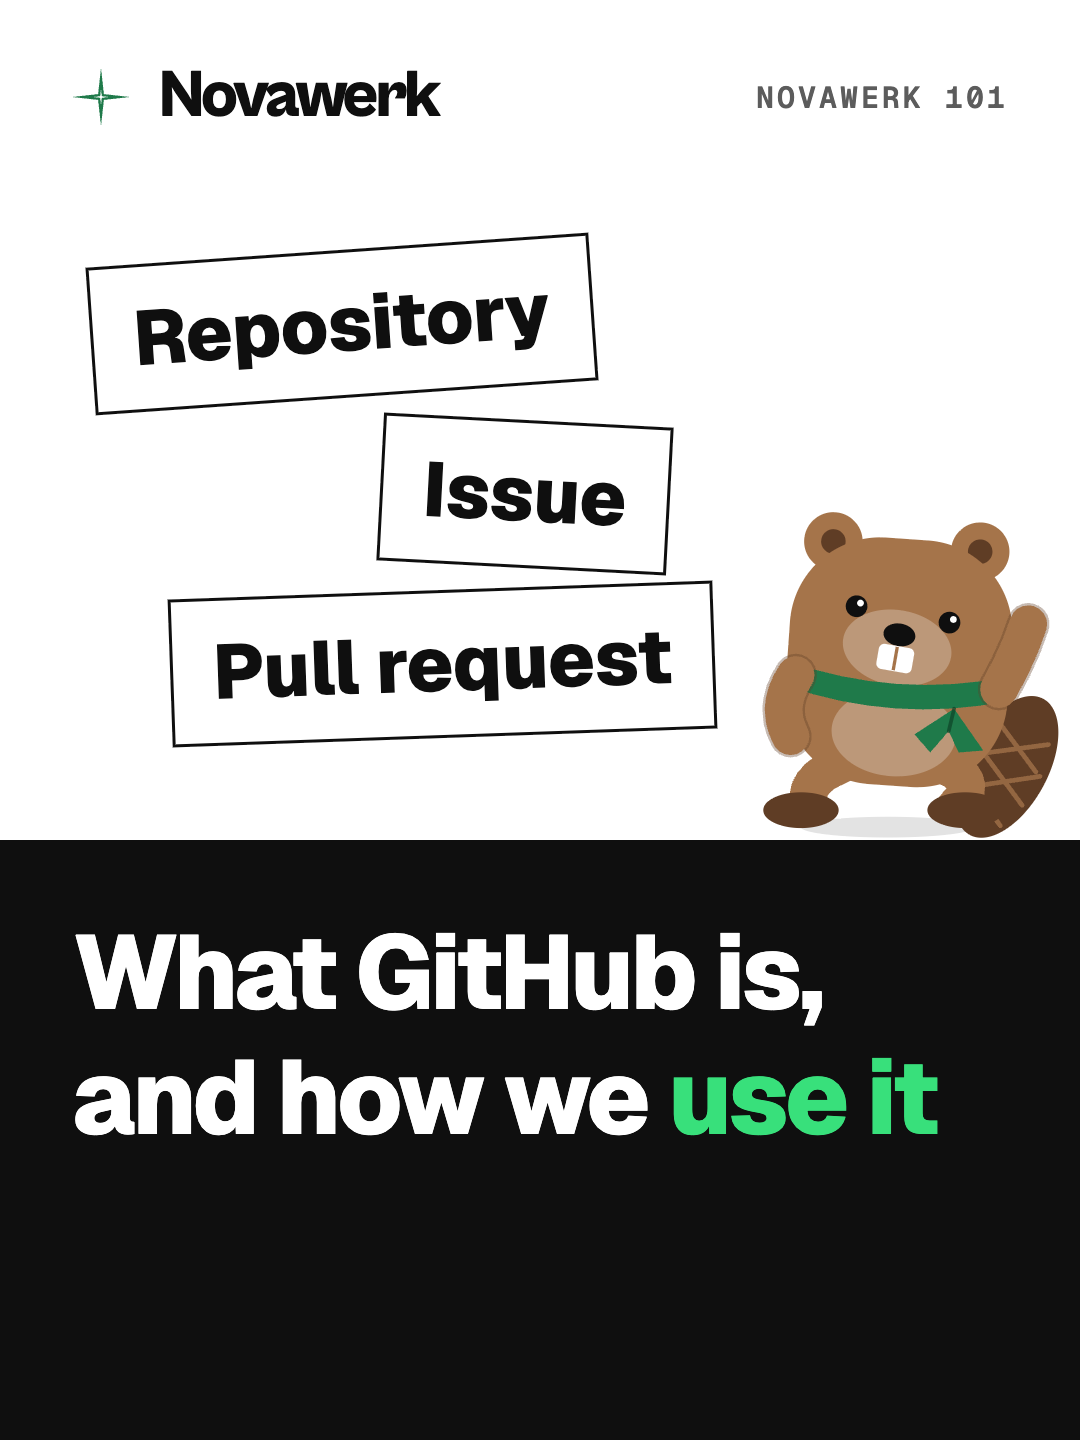 Novawerk
NOVAWERK 101
Repository
Issue
Pull request
What GitHub is,
and how we use it